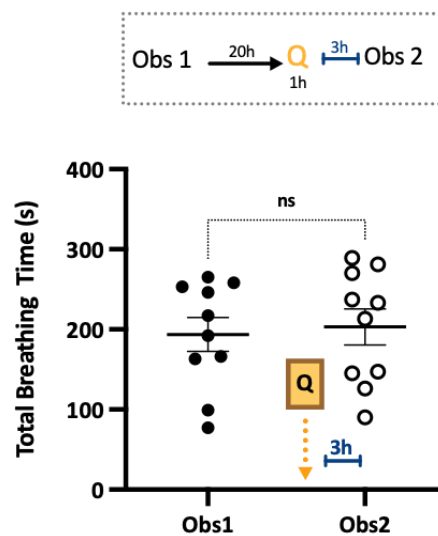 Obs 1 20h Q 3h Obs 2
1h
Total Breathing Time (s)
400
300
200
100
0
ns
Q
3h
Obs1 Obs2